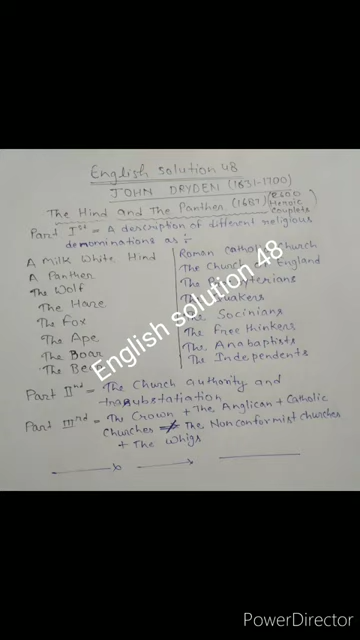 English solution 48
JOHN DRYDEN (1631-1700)
The Hind and The Panther (1687) (2600 Heroic Couplets)
Part Ist = A description of different religious
denominations as :-
A Milk White Hind Roman Catholic Church
A Panther The Church of England
The Wolf The Presbyterians
The Hare The Quakers
The Fox The Socinians
The Ape The Free thinkers
The Boar The Anabaptists
The Bear The Independents
Part IInd = The Church authority and
Part IIIrd = The Crown + The Anglican + Catholic
Churches ≠ The Nonconformist churches
+ The Whigs
English solution 48
PowerDirector